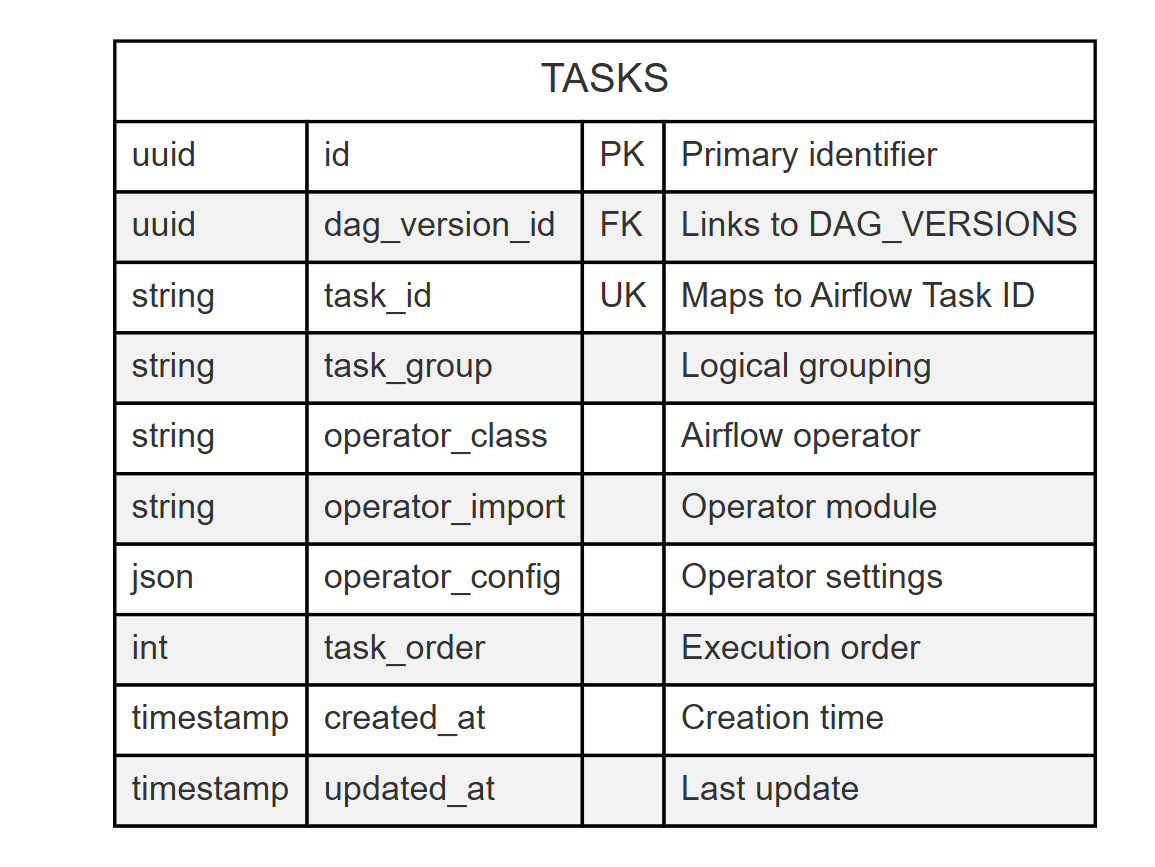 TASKS
uuid id PK Primary identifier
uuid dag_version_id FK Links to DAG_VERSIONS
string task_id UK Maps to Airflow Task ID
string task_group Logical grouping
string operator_class Airflow operator
string operator_import Operator module
json operator_config Operator settings
int task_order Execution order
timestamp created_at Creation time
timestamp updated_at Last update